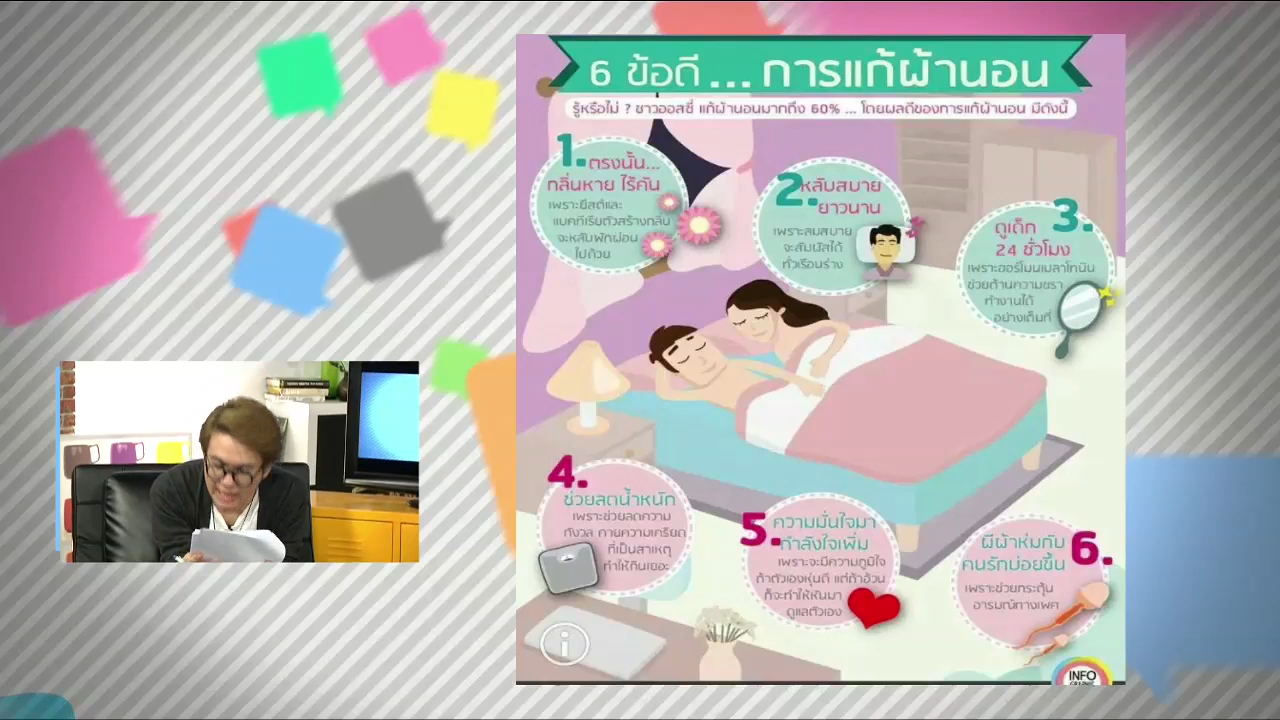 6 ข้อดี ... การแก้ผ้านอน
รู้หรือไม่ ? ชาวออสซี่ แก้ผ้านอนมากถึง 60% ... โดยผลดีของการแก้ผ้านอน มีดังนี้
1. ตรงนั้น...
กลิ่นหาย ไร้คัน
เพราะยีสต์และ
แบคทีเรียตัวสร้างกลิ่น
จะหลับพักผ่อน
ไปด้วย
2. หลับสบาย
ยาวนาน
เพราะลมสบาย
จะสัมผัสได้
ทั่วเรือนร่าง
3.
ดูเด็ก
24 ชั่วโมง
เพราะฮอร์โมนเมลาโทนิน
ช่วยต้านความชรา
ทำงานได้
อย่างเต็มที่
4.
ช่วยลดน้ำหนัก
เพราะช่วยลดความ
กังวล คายความเครียด
ที่เป็นสาเหตุ
ทำให้กินเยอะ
5. ความมั่นใจมา
กำลังใจเพิ่ม
เพราะจะมีความภูมิใจ
ถ้าตัวเองหุ่นดี แต่ถ้าอ้วน
ก็จะทำให้หันมา
ดูแลตัวเอง
6.
ผีผ้าห่มกับ
คนรักบ่อยขึ้น
เพราะช่วยกระตุ้น
อารมณ์ทางเพศ
i
INFO
GRAPHIC